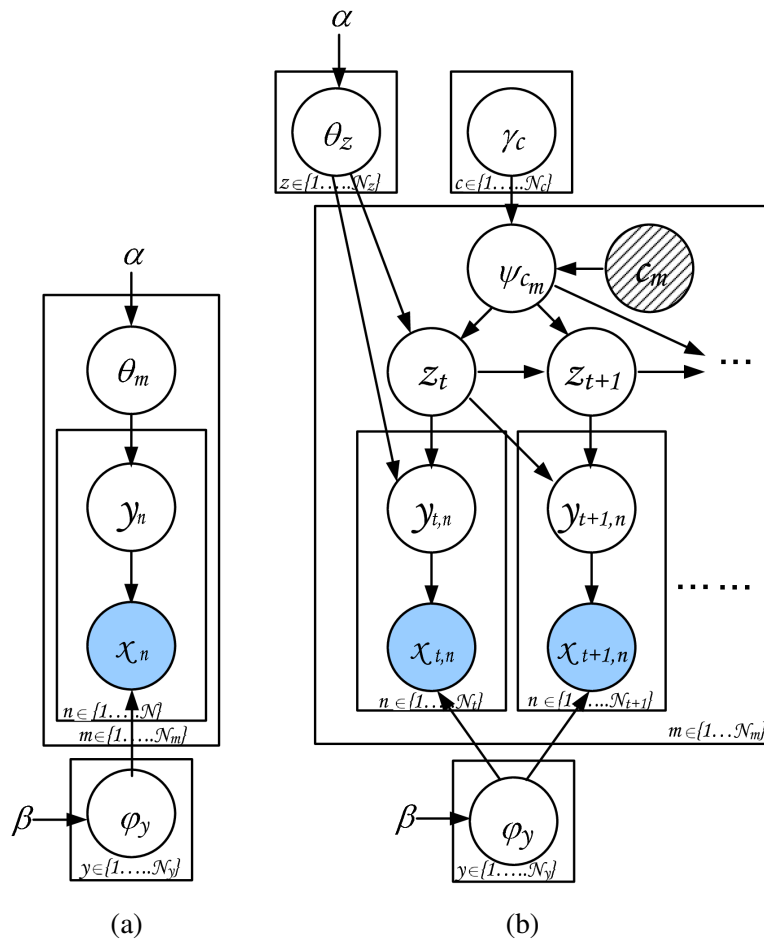 α
θm
yn
xn
n∈{1.....N}
m∈{1.....Nm}
β
φy
y∈{1.....Ny}
(a)
α
θz
z∈{1.....Nz}
γc
c∈{1.....Nc}
ψcm
cm
zt
zt+1
...
yt,n
yt+1,n
... ...
xt,n
xt+1,n
n∈{1.....Nt}
n∈{1.....Nt+1}
m∈{1...Nm}
β
φy
y∈{1.....Ny}
(b)